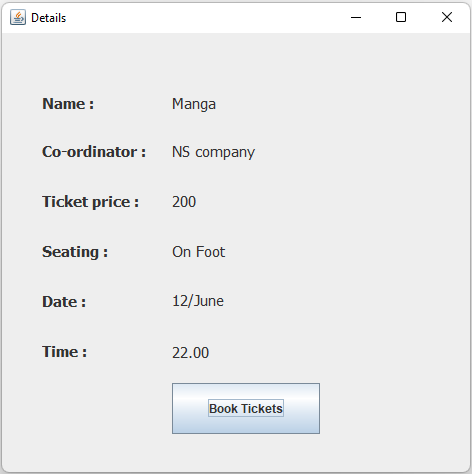 Details
Name : Manga
Co-ordinator : NS company
Ticket price : 200
Seating : On Foot
Date : 12/June
Time : 22.00
Book Tickets